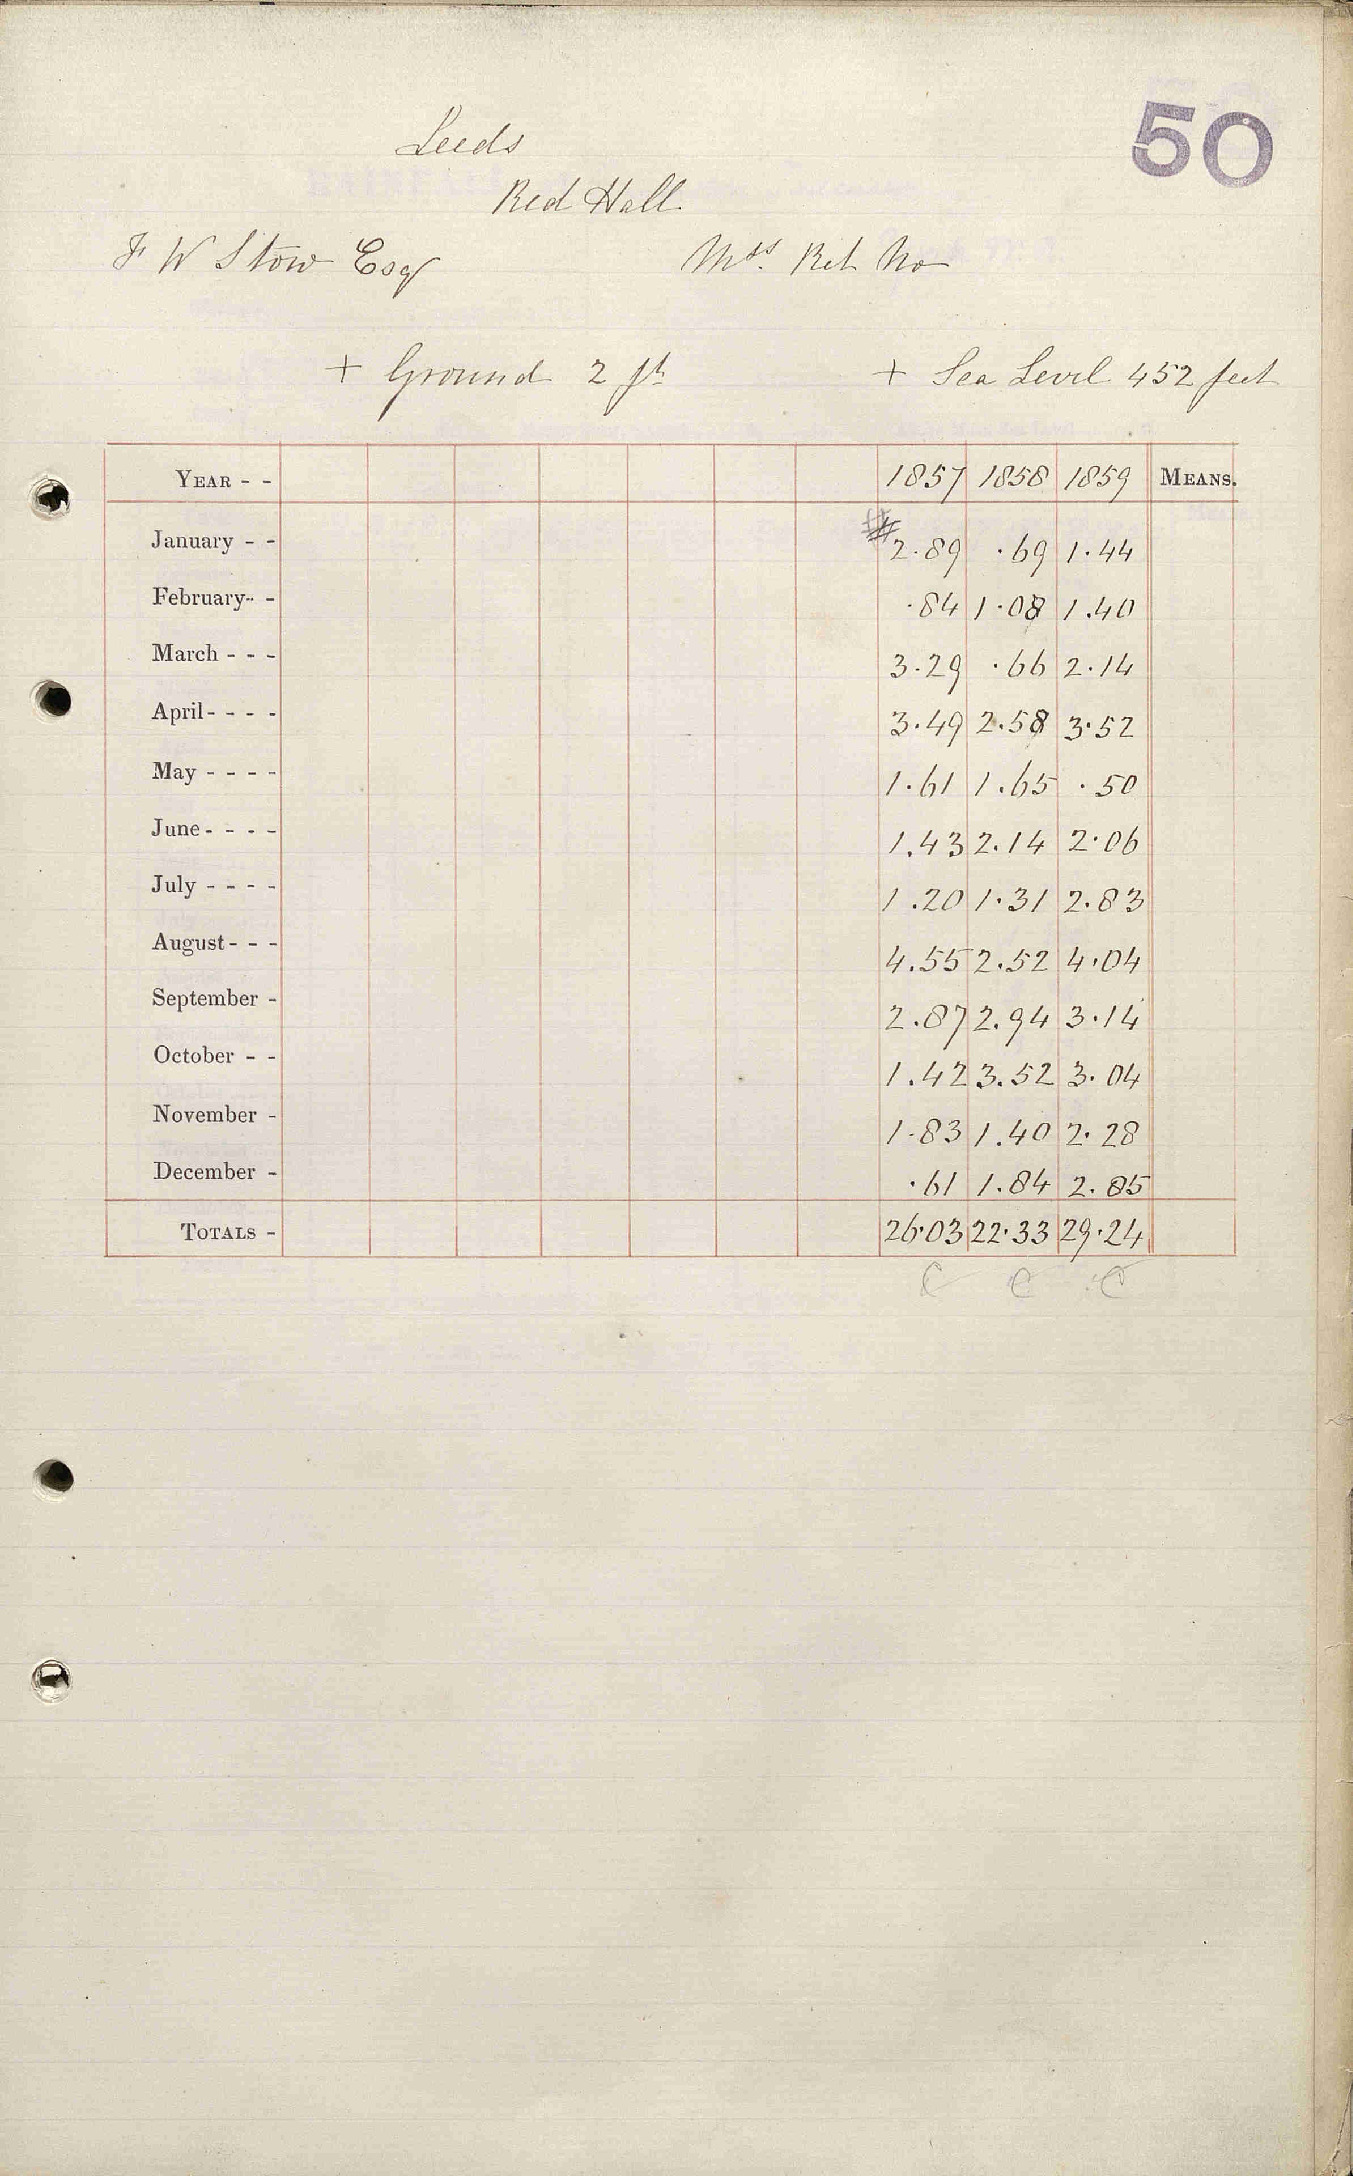 50
Leeds
Red Hall
F W Stow Esq Mss. Ret No
+ Ground 2 ft + Sea Level 452 feet
YEAR - - 1857 1858 1859 MEANS.
January - - # 2.89 .69 1.44
February - - .84 1.08 1.40
March - - - 3.29 .66 2.14
April - - - - 3.49 2.58 3.52
May - - - - 1.61 1.65 .50
June - - - - 1.43 2.14 2.06
July - - - - 1.20 1.31 2.83
August - - - 4.55 2.52 4.04
September - 2.87 2.94 3.14
October - - 1.42 3.52 3.04
November - 1.83 1.40 2.28
December - .61 1.84 2.85
TOTALS - 26.03 22.33 29.24
C C C